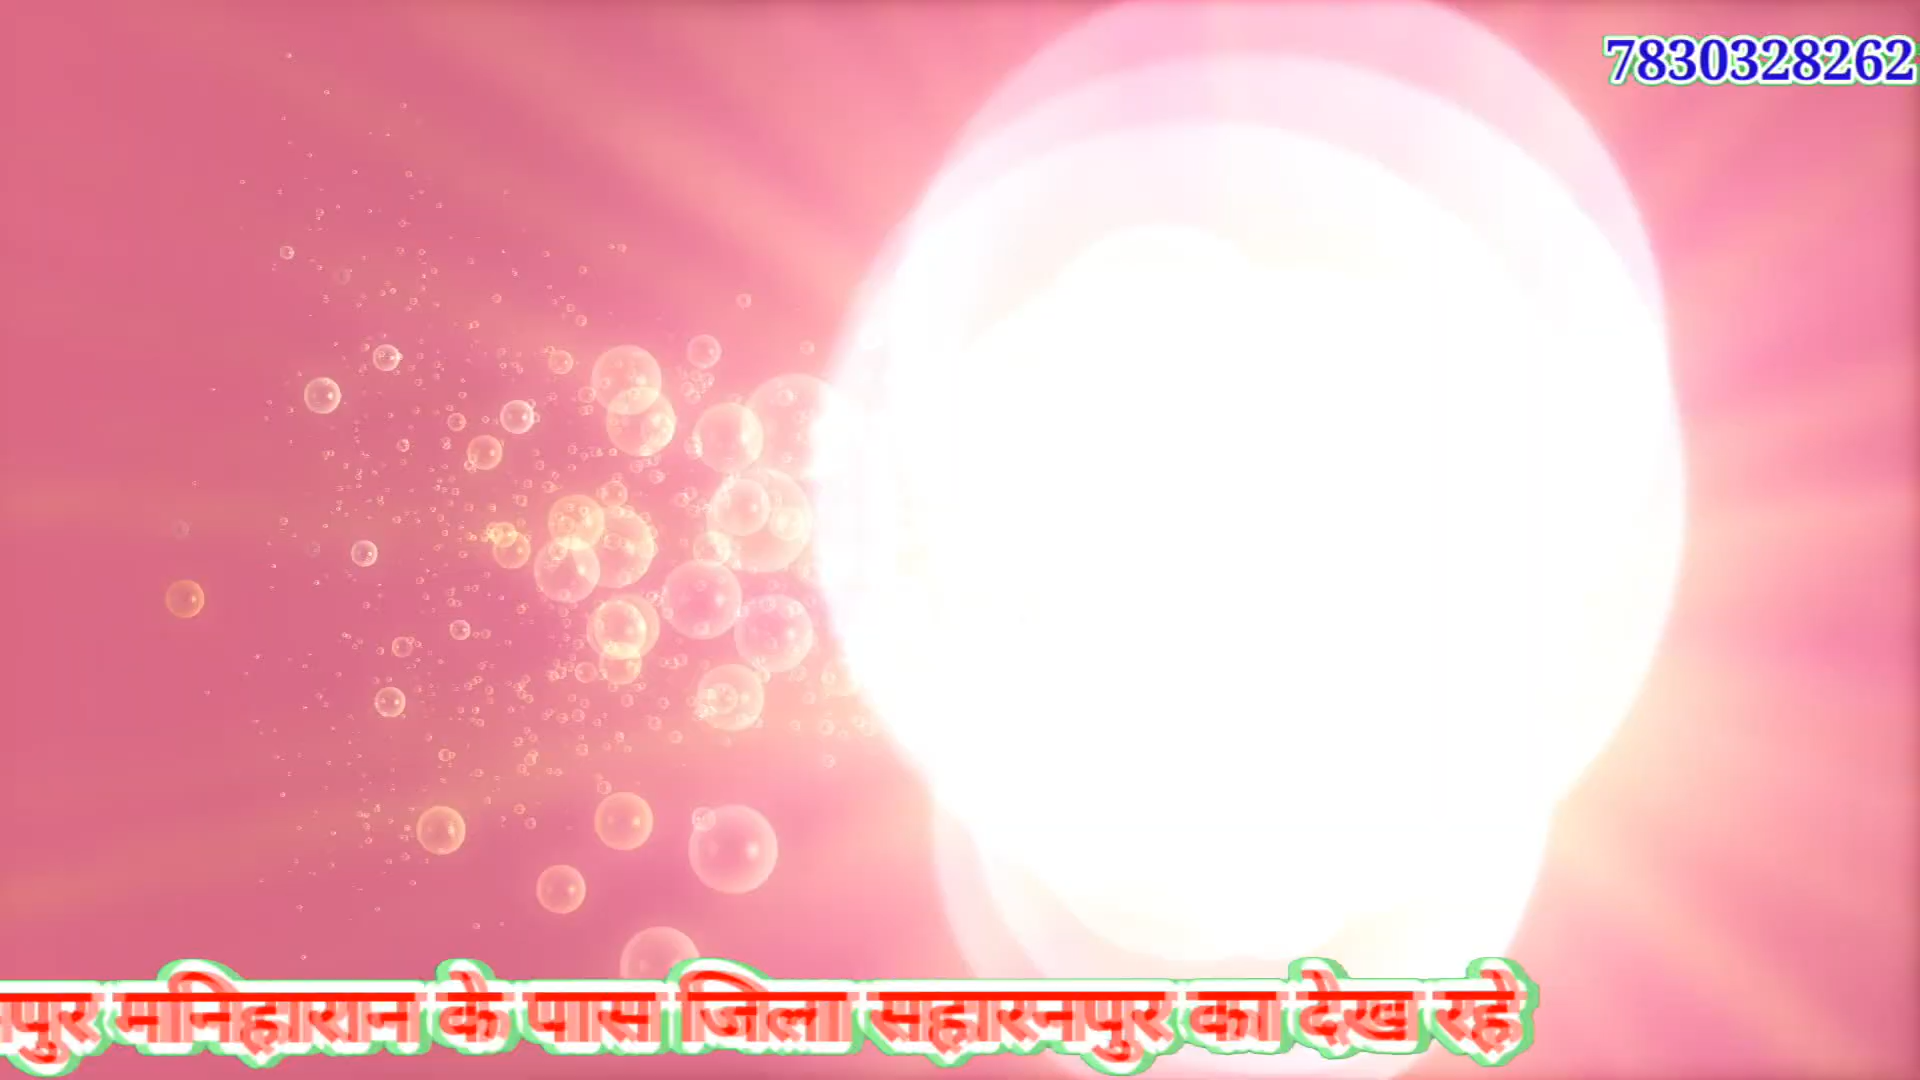 7830328262
पुर मनिहारान के पास जिला सहारनपुर का देख रहे